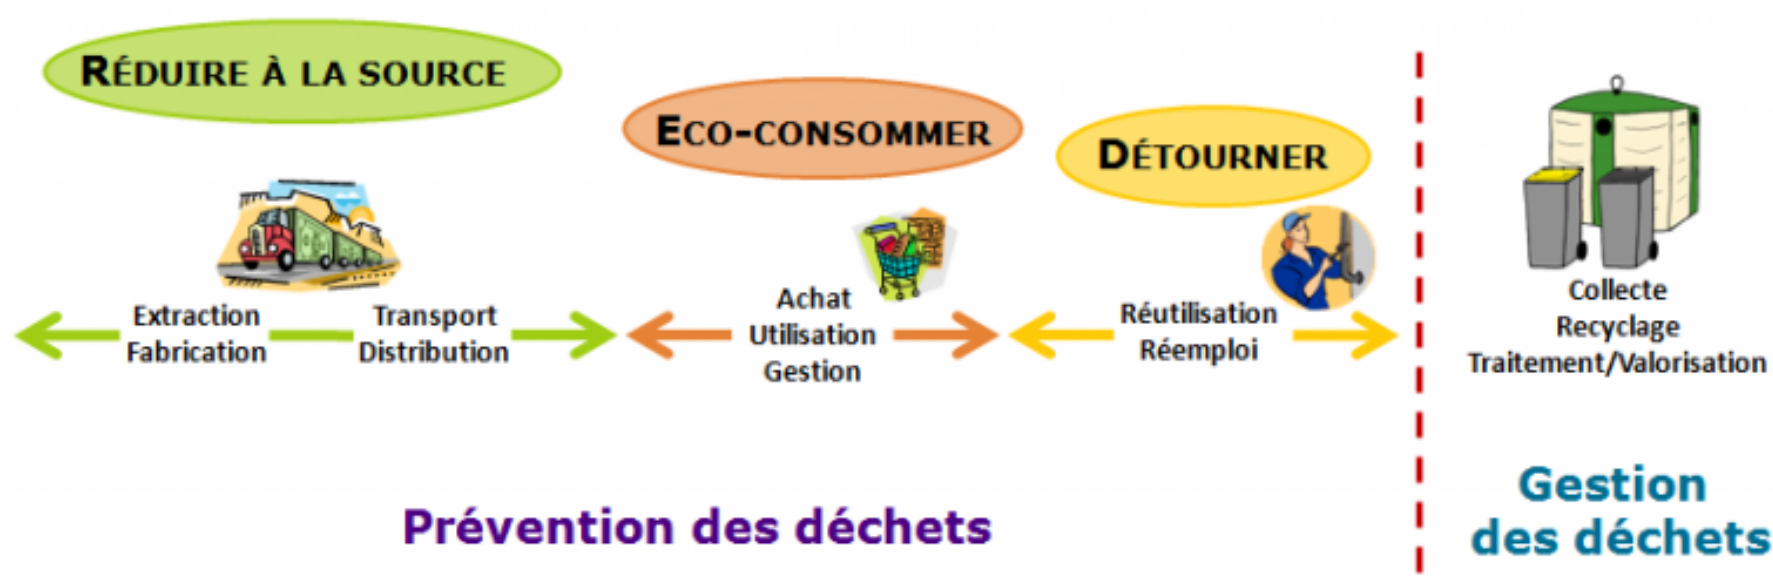 RÉDUIRE À LA SOURCE
ECO-CONSOMMER
DÉTOURNER
Extraction
Fabrication
Transport
Distribution
Achat
Utilisation
Gestion
Réutilisation
Réemploi
Collecte
Recyclage
Traitement/Valorisation
Prévention des déchets
Gestion
des déchets